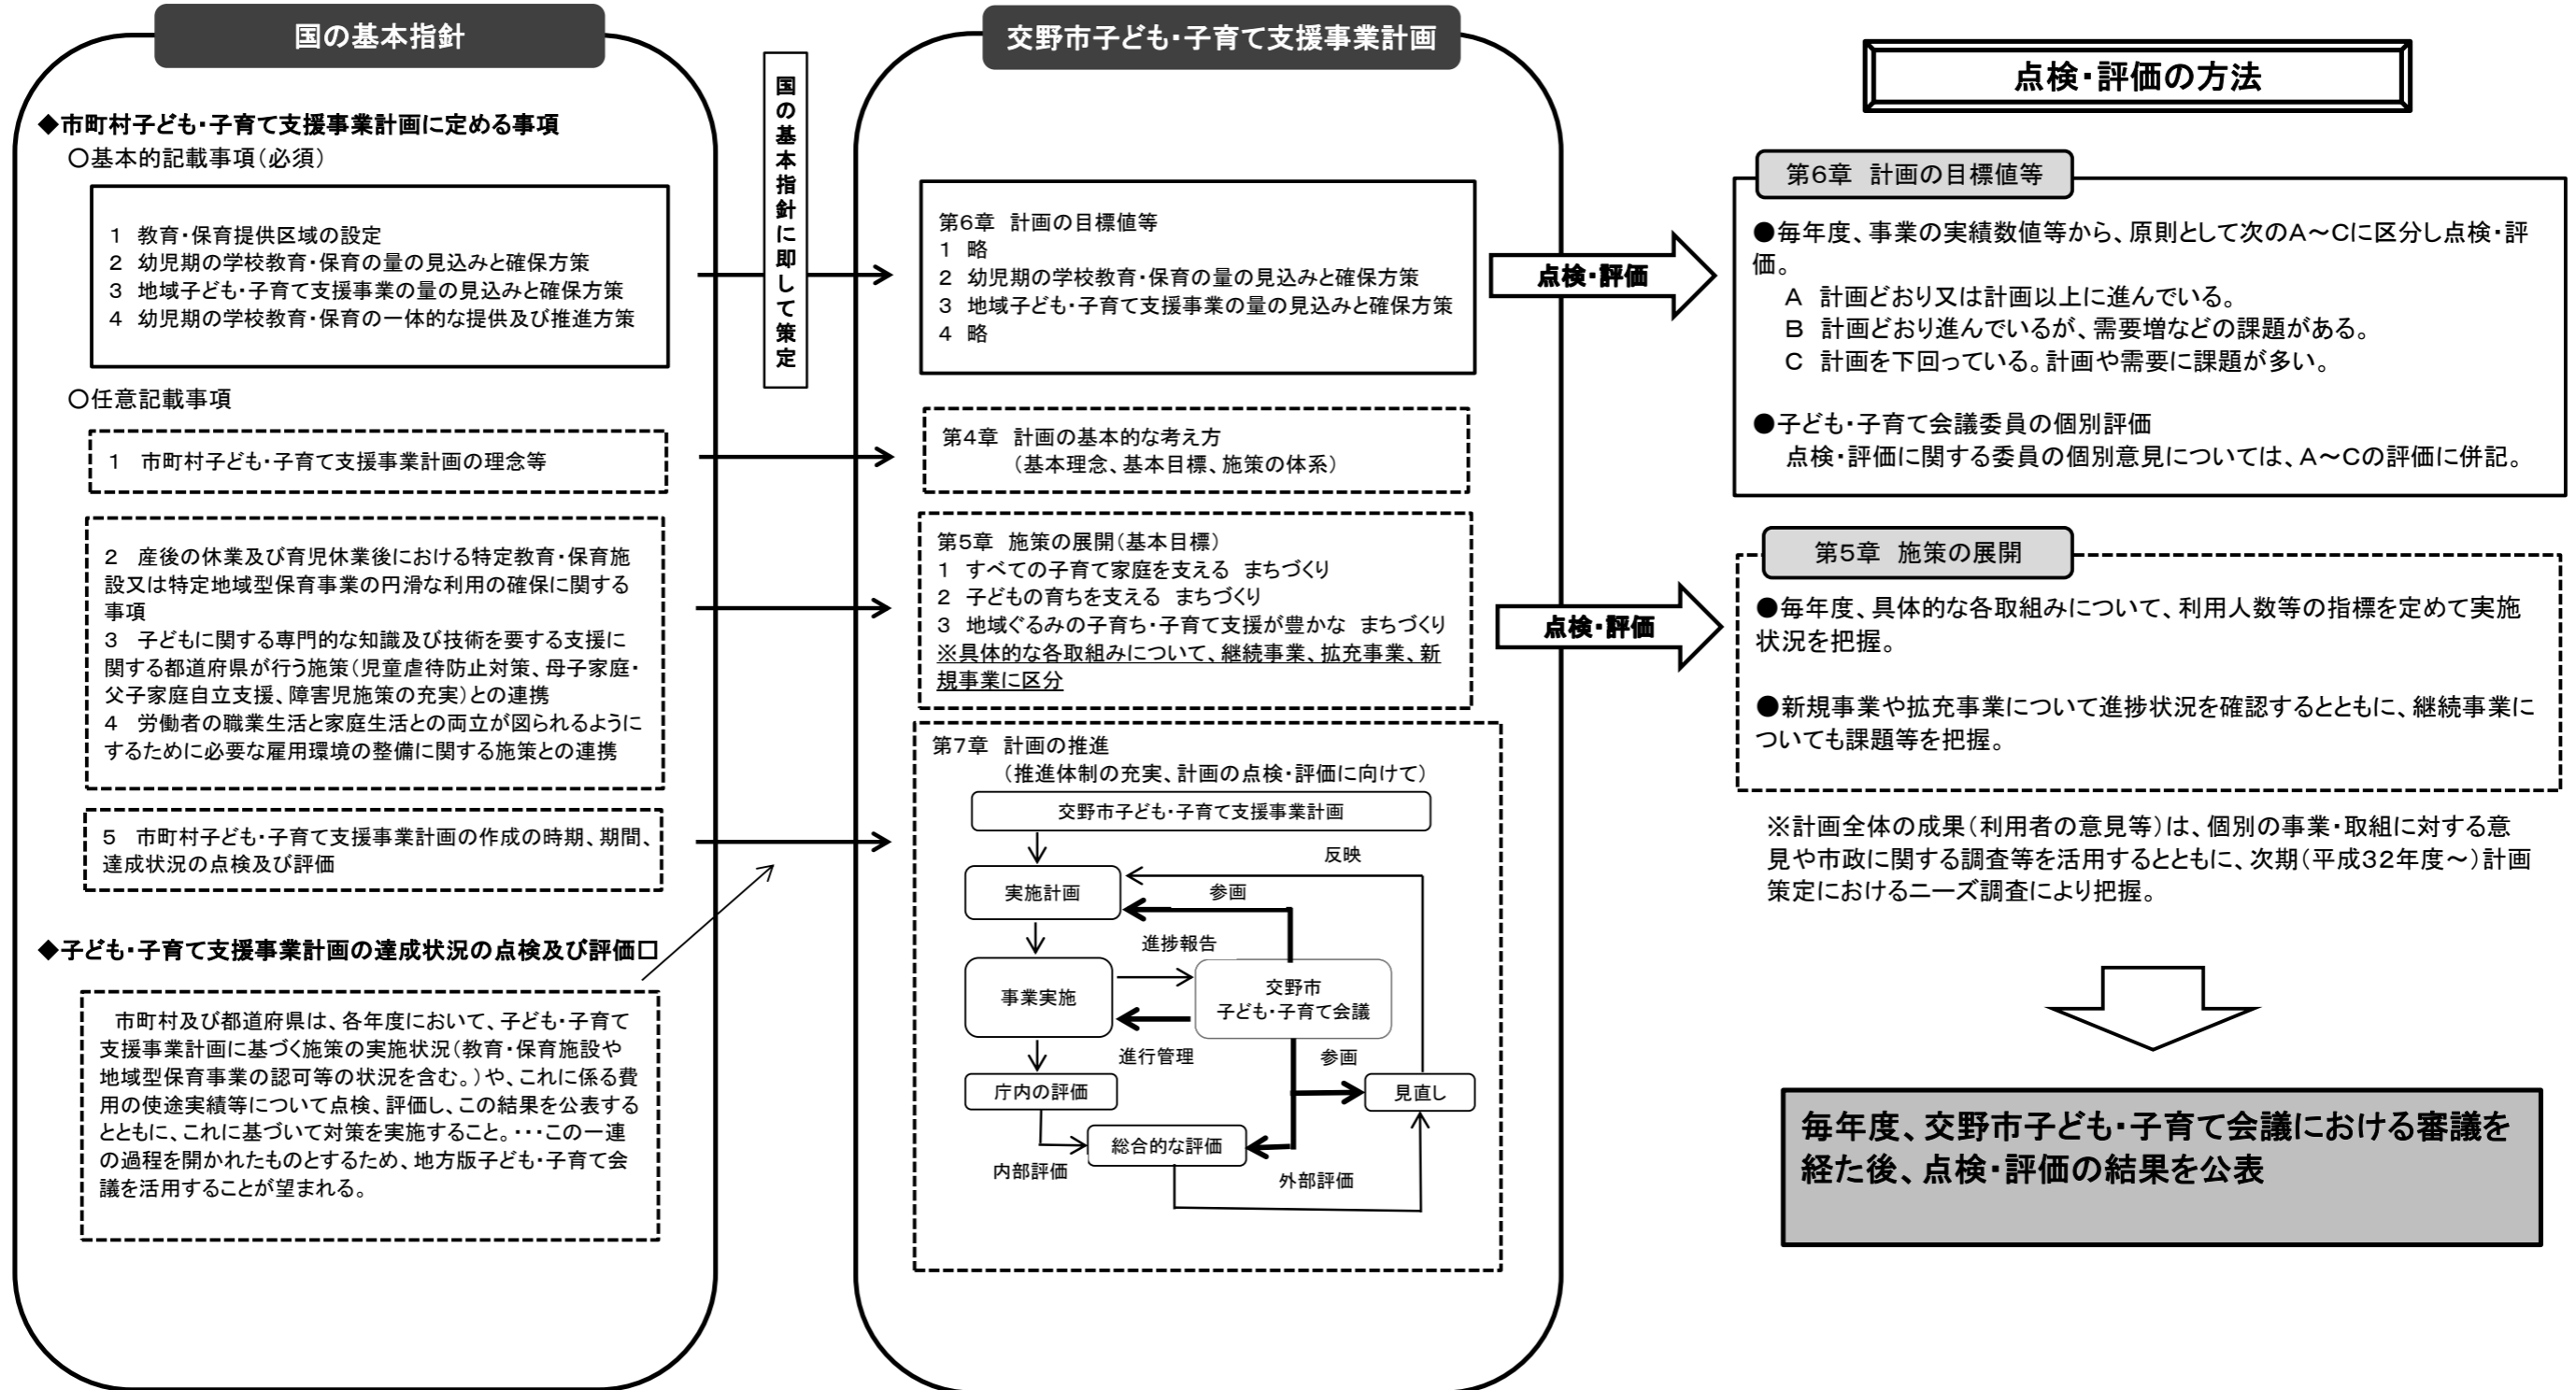 国の基本指針
◆市町村子ども・子育て支援事業計画に定める事項
○基本的記載事項(必須)
1 教育・保育提供区域の設定
2 幼児期の学校教育・保育の量の見込みと確保方策
3 地域子ども・子育て支援事業の量の見込みと確保方策
4 幼児期の学校教育・保育の一体的な提供及び推進方策
○任意記載事項
1 市町村子ども・子育て支援事業計画の理念等
2 産後の休業及び育児休業後における特定教育・保育施
設又は特定地域型保育事業の円滑な利用の確保に関する
事項
3 子どもに関する専門的な知識及び技術を要する支援に
関する都道府県が行う施策(児童虐待防止対策、母子家庭・
父子家庭自立支援、障害児施策の充実)との連携
4 労働者の職業生活と家庭生活との両立が図られるように
するために必要な雇用環境の整備に関する施策との連携
5 市町村子ども・子育て支援事業計画の作成の時期、期間、
達成状況の点検及び評価
◆子ども・子育て支援事業計画の達成状況の点検及び評価□
市町村及び都道府県は、各年度において、子ども・子育て
支援事業計画に基づく施策の実施状況(教育・保育施設や
地域型保育事業の認可等の状況を含む。)や、これに係る費
用の使途実績等について点検、評価し、この結果を公表する
とともに、これに基づいて対策を実施すること。・・・この一連
の過程を開かれたものとするため、地方版子ども・子育て会
議を活用することが望まれる。
国の基本指針に即して策定
交野市子ども・子育て支援事業計画
第6章 計画の目標値等
1 略
2 幼児期の学校教育・保育の量の見込みと確保方策
3 地域子ども・子育て支援事業の量の見込みと確保方策
4 略
第4章 計画の基本的な考え方
(基本理念、基本目標、施策の体系)
第5章 施策の展開(基本目標)
1 すべての子育て家庭を支える まちづくり
2 子どもの育ちを支える まちづくり
3 地域ぐるみの子育ち・子育て支援が豊かな まちづくり
※具体的な各取組みについて、継続事業、拡充事業、新
規事業に区分
第7章 計画の推進
(推進体制の充実、計画の点検・評価に向けて)
交野市子ども・子育て支援事業計画
反映
実施計画
参画
進捗報告
事業実施
交野市
子ども・子育て会議
進行管理
参画
庁内の評価
見直し
総合的な評価
内部評価
外部評価
点検・評価
点検・評価
点検・評価の方法
第6章 計画の目標値等
●毎年度、事業の実績数値等から、原則として次のA～Cに区分し点検・評
価。
A 計画どおり又は計画以上に進んでいる。
B 計画どおり進んでいるが、需要増などの課題がある。
C 計画を下回っている。計画や需要に課題が多い。
●子ども・子育て会議委員の個別評価
点検・評価に関する委員の個別意見については、A～Cの評価に併記。
第5章 施策の展開
●毎年度、具体的な各取組みについて、利用人数等の指標を定めて実施
状況を把握。
●新規事業や拡充事業について進捗状況を確認するとともに、継続事業に
ついても課題等を把握。
※計画全体の成果(利用者の意見等)は、個別の事業・取組に対する意
見や市政に関する調査等を活用するとともに、次期(平成32年度～)計画
策定におけるニーズ調査により把握。
毎年度、交野市子ども・子育て会議における審議を
経た後、点検・評価の結果を公表